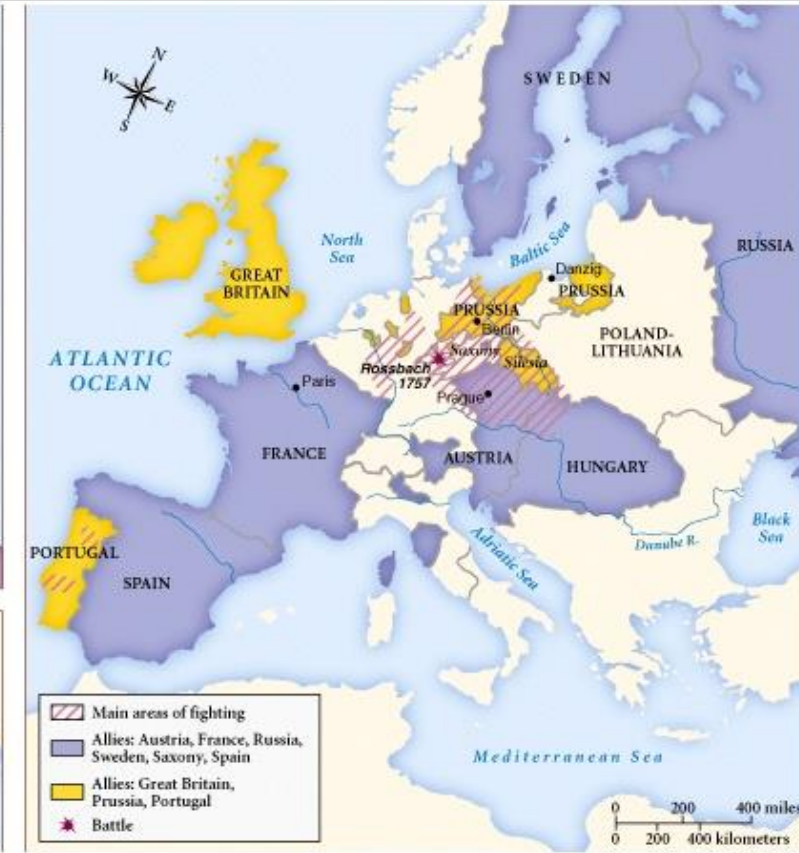 N
W
E
S
SWEDEN
North
Sea
Baltic Sea
RUSSIA
Danzig
GREAT
BRITAIN
PRUSSIA
PRUSSIA
Berlin
POLAND-
LITHUANIA
ATLANTIC
OCEAN
Saxony
Silesia
Rossbach
1757
Paris
Prague
FRANCE
AUSTRIA
HUNGARY
Black
Sea
Adriatic Sea
Danube R.
PORTUGAL
SPAIN
Main areas of fighting
Allies: Austria, France, Russia,
Sweden, Saxony, Spain
Allies: Great Britain,
Prussia, Portugal
Battle
Mediterranean Sea
0 200 400 miles
0 200 400 kilometers